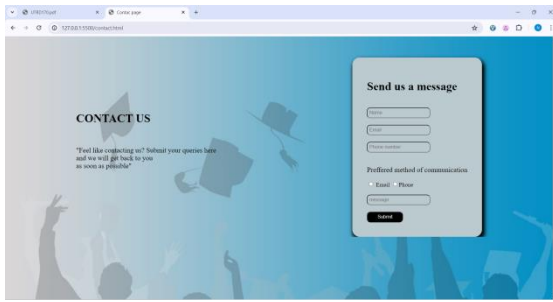 Contac page
127.0.0.1:5500/contact.html
CONTACT US
"Feel like contacting us? Submit your queries here
and we will get back to you
as soon as possible"
Send us a message
Name
Email
Phone number
Preffered method of communication
Email Phone
message
Submit